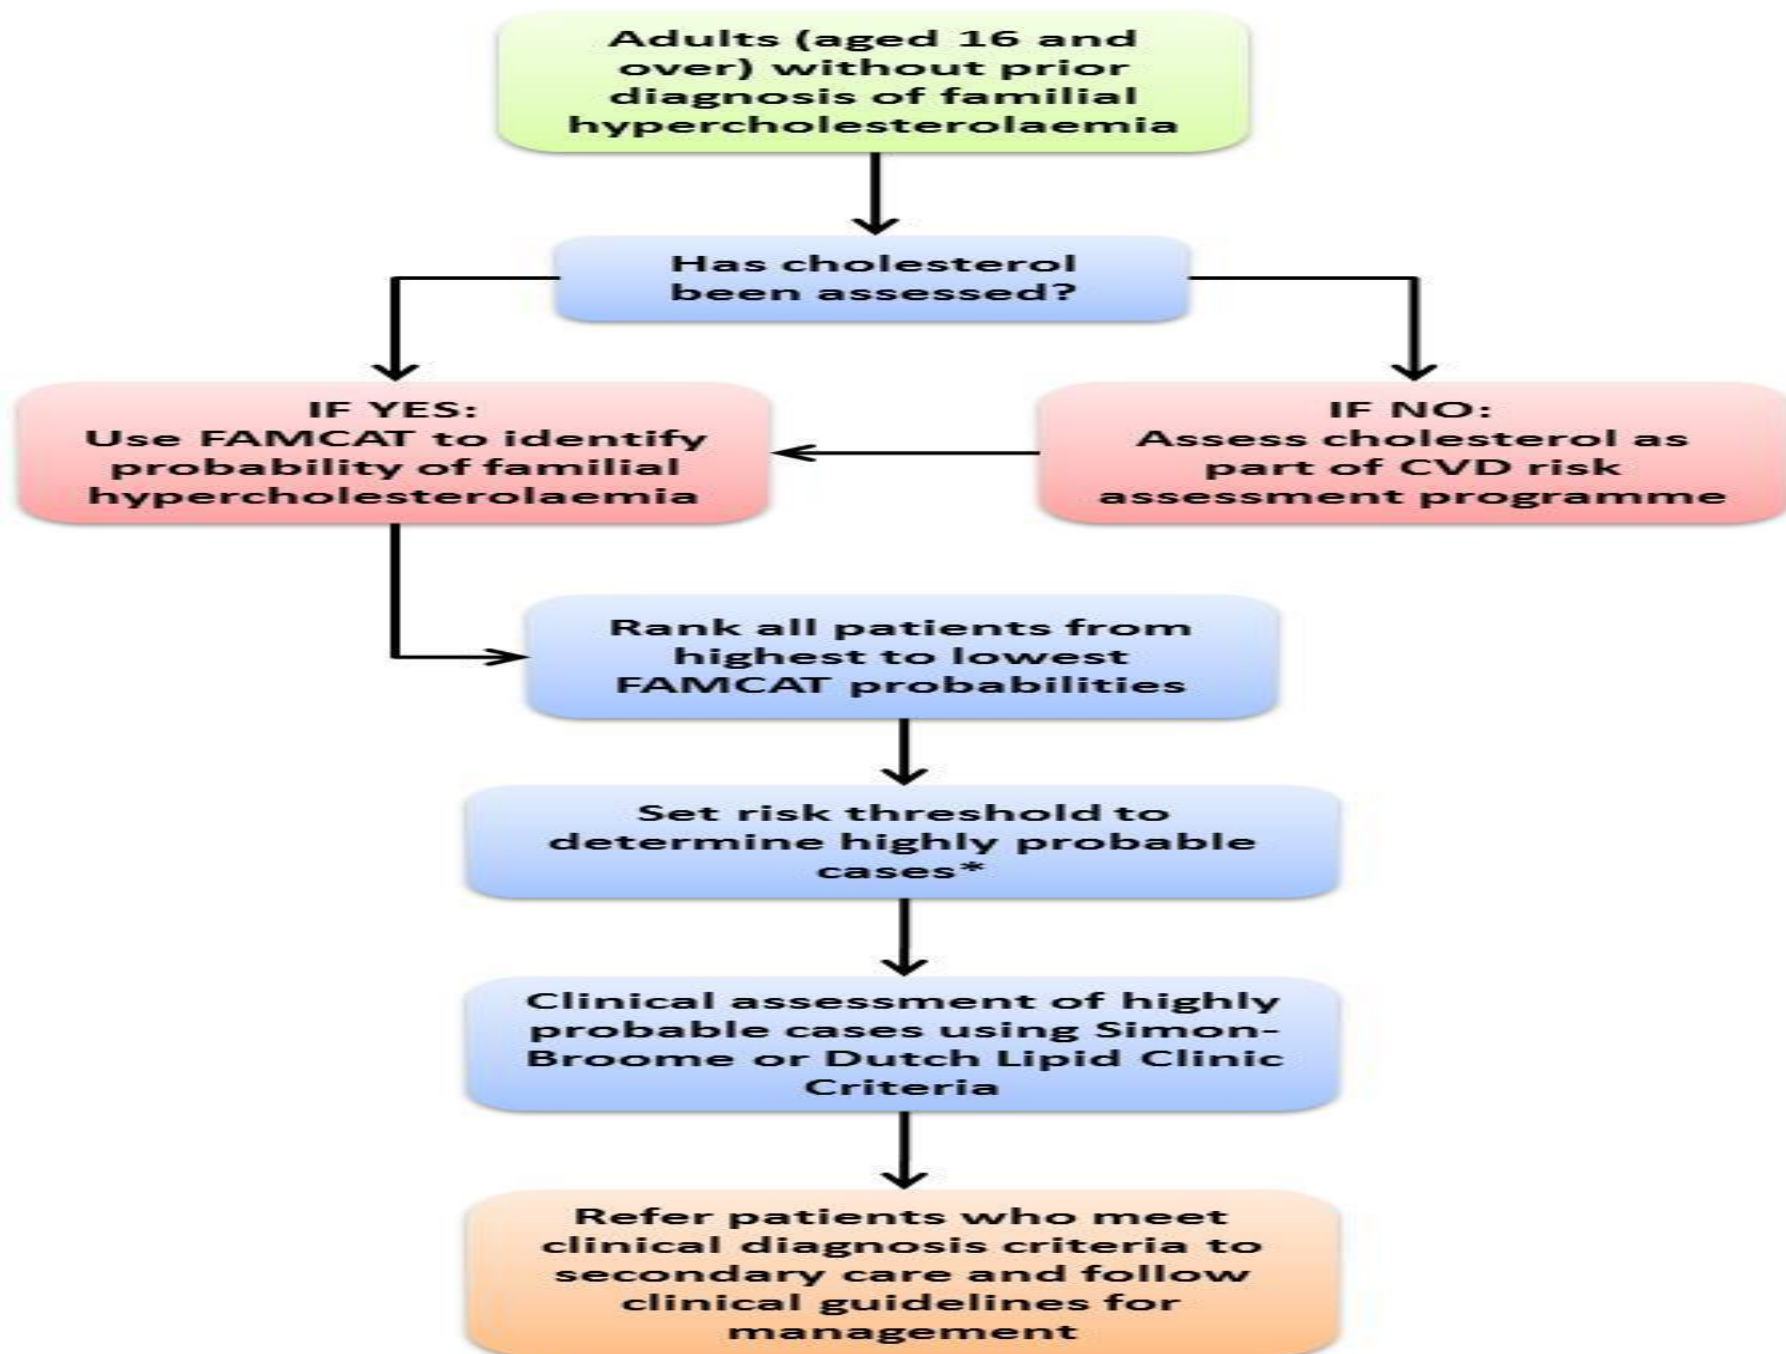 Adults (aged 16 and
over) without prior
diagnosis of familial
hypercholesterolaemia
Has cholesterol
been assessed?
IF YES:
Use FAMCAT to identify
probability of familial
hypercholesterolaemia
IF NO:
Assess cholesterol as
part of CVD risk
assessment programme
Rank all patients from
highest to lowest
FAMCAT probabilities
Set risk threshold to
determine highly probable
cases*
Clinical assessment of highly
probable cases using Simon-
Broome or Dutch Lipid Clinic
Criteria
Refer patients who meet
clinical diagnosis criteria to
secondary care and follow
clinical guidelines for
management